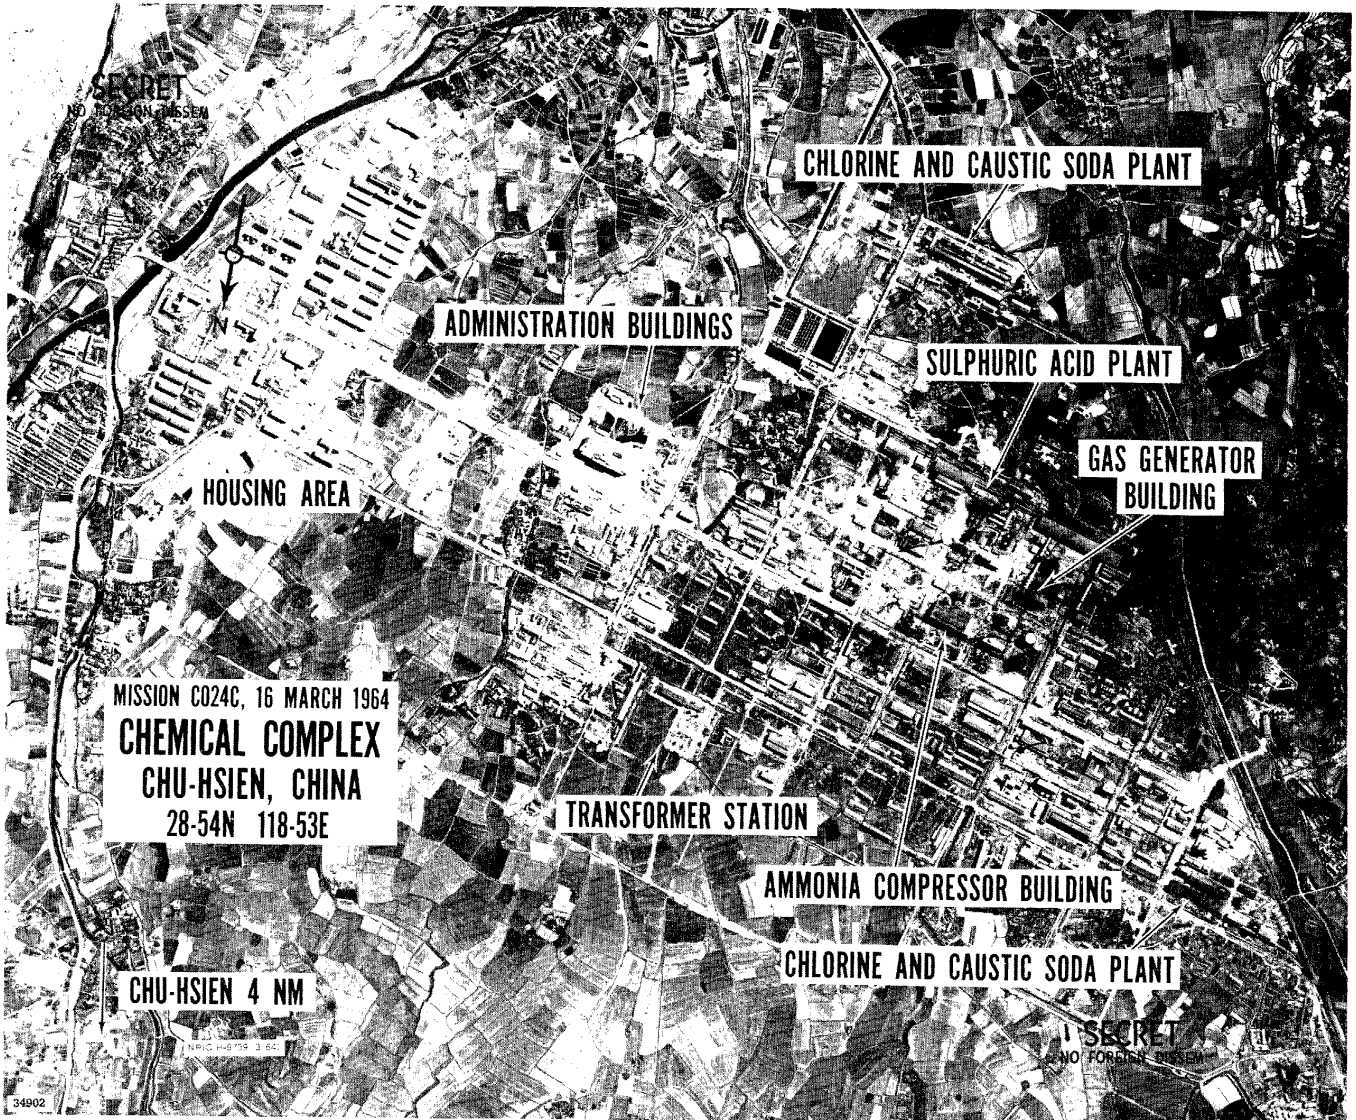 SECRET
NO FOREIGN DISSEM
CHLORINE AND CAUSTIC SODA PLANT
ADMINISTRATION BUILDINGS
N
SULPHURIC ACID PLANT
GAS GENERATOR
BUILDING
HOUSING AREA
MISSION CO24C, 16 MARCH 1964
CHEMICAL COMPLEX
CHU-HSIEN, CHINA
28-54N 118-53E
TRANSFORMER STATION
AMMONIA COMPRESSOR BUILDING
CHLORINE AND CAUSTIC SODA PLANT
CHU-HSIEN 4 NM
SECRET
NO FOREIGN DISSEM
34902